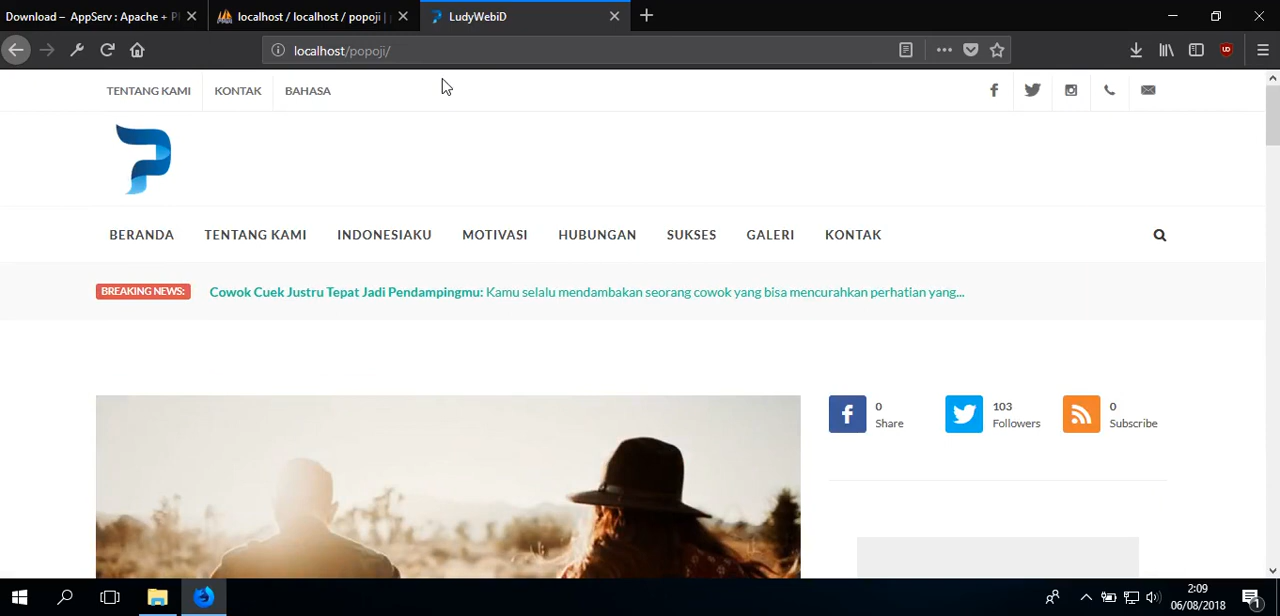 Download – AppServ : Apache + P
localhost / localhost / popoji |
LudyWebiD
localhost/popoji/
UD
TENTANG KAMI
KONTAK
BAHASA
BERANDA
TENTANG KAMI
INDONESIAKU
MOTIVASI
HUBUNGAN
SUKSES
GALERI
KONTAK
BREAKING NEWS:
Cowok Cuek Justru Tepat Jadi Pendampingmu: Kamu selalu mendambakan seorang cowok yang bisa mencurahkan perhatian yang...
0
Share
103
Followers
0
Subscribe
2:09
06/08/2018
1